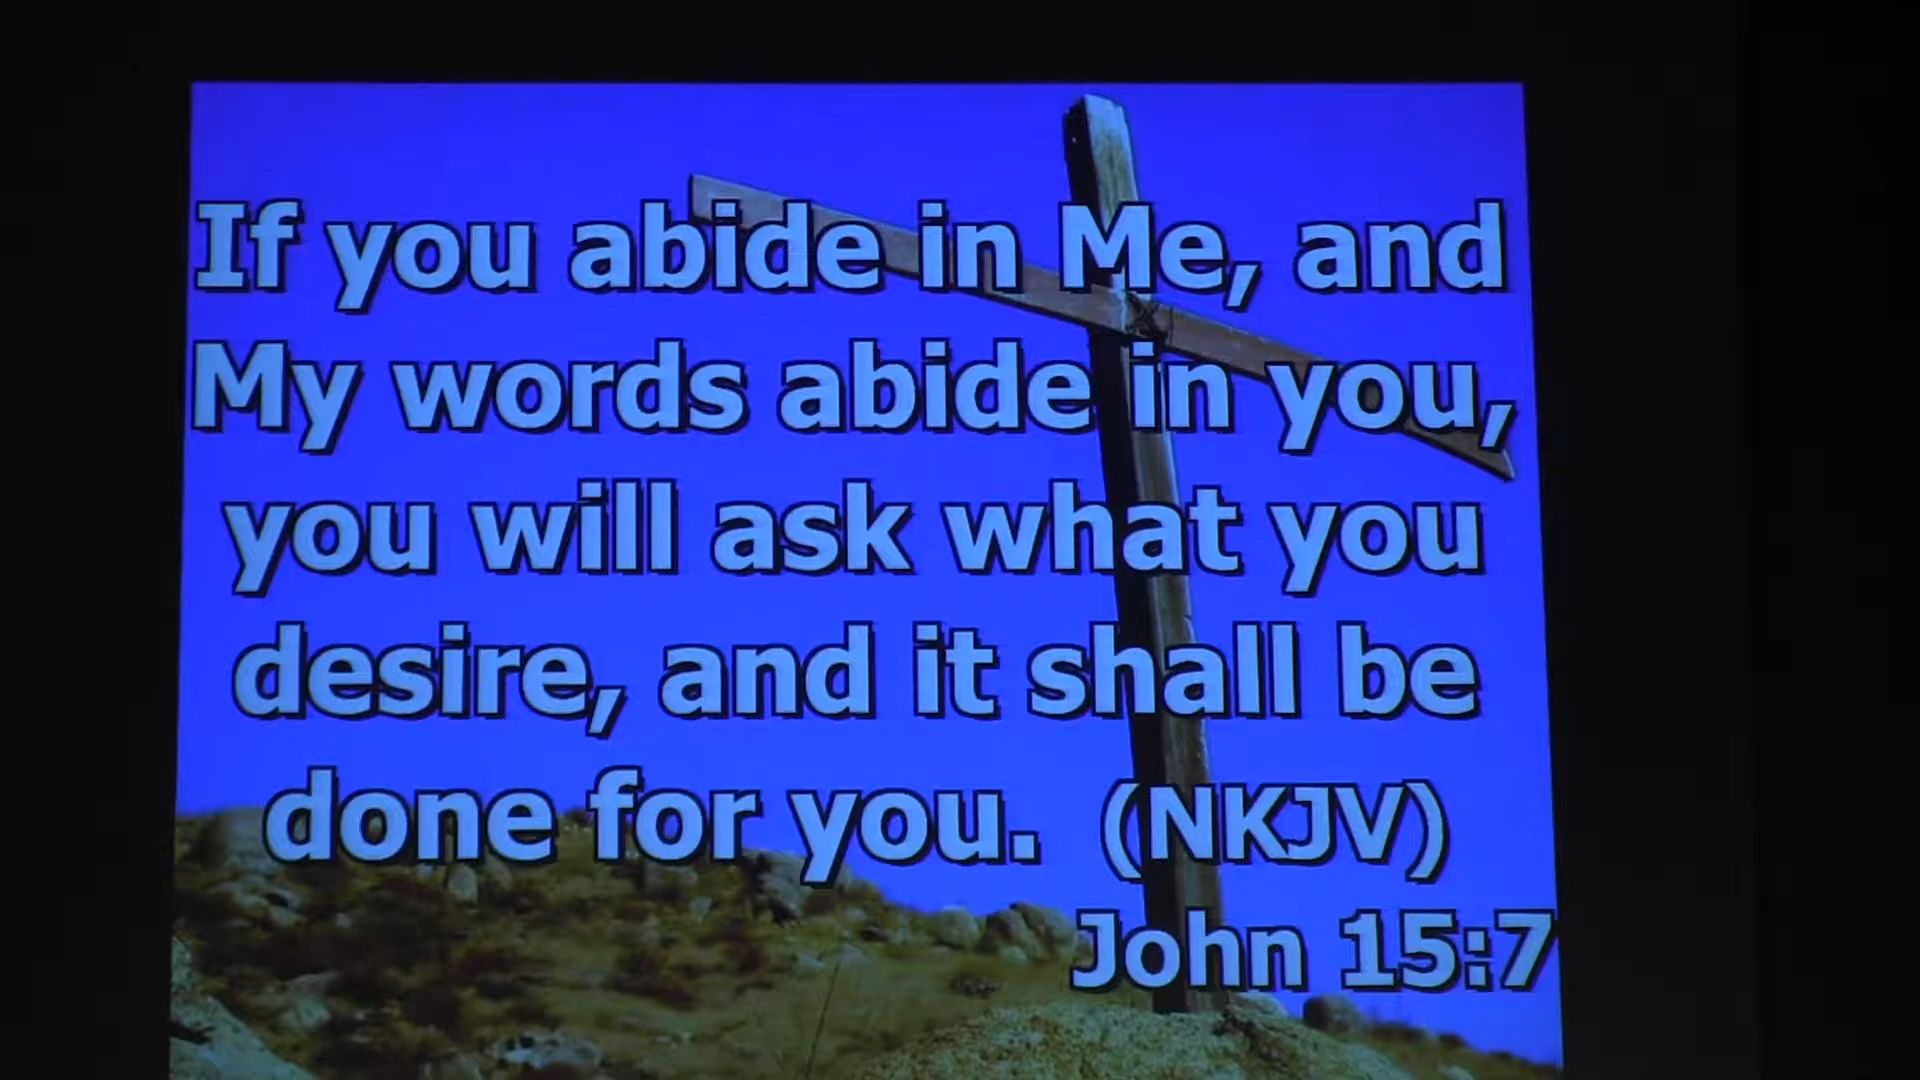 If you abide in Me, and
My words abide in you,
you will ask what you
desire, and it shall be
done for you. (NKJV)
John 15:7